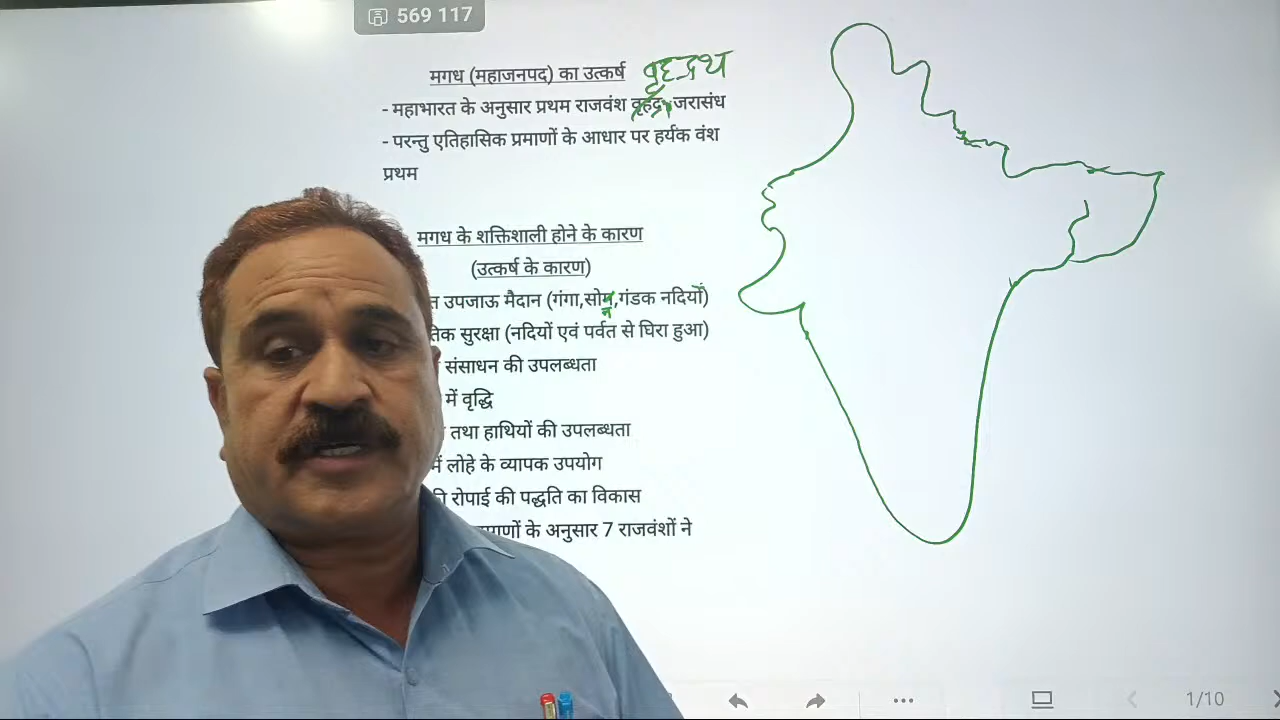 569 117
मगध (महाजनपद) का उत्कर्ष बृहद्रथ
- महाभारत के अनुसार प्रथम राजवंश जरासंध
- परन्तु एतिहासिक प्रमाणों के आधार पर हर्यक वंश
प्रथम
मगध के शक्तिशाली होने के कारण
(उत्कर्ष के कारण)
उपजाऊ मैदान (गंगा,सोन,गंडक नदियों)
सुरक्षा (नदियों एवं पर्वत से घिरा हुआ)
संसाधन की उपलब्धता
में वृद्धि
तथा हाथियों की उपलब्धता
में लोहे के व्यापक उपयोग
रोपाई की पद्धति का विकास
के अनुसार 7 राजवंशों ने
1/10